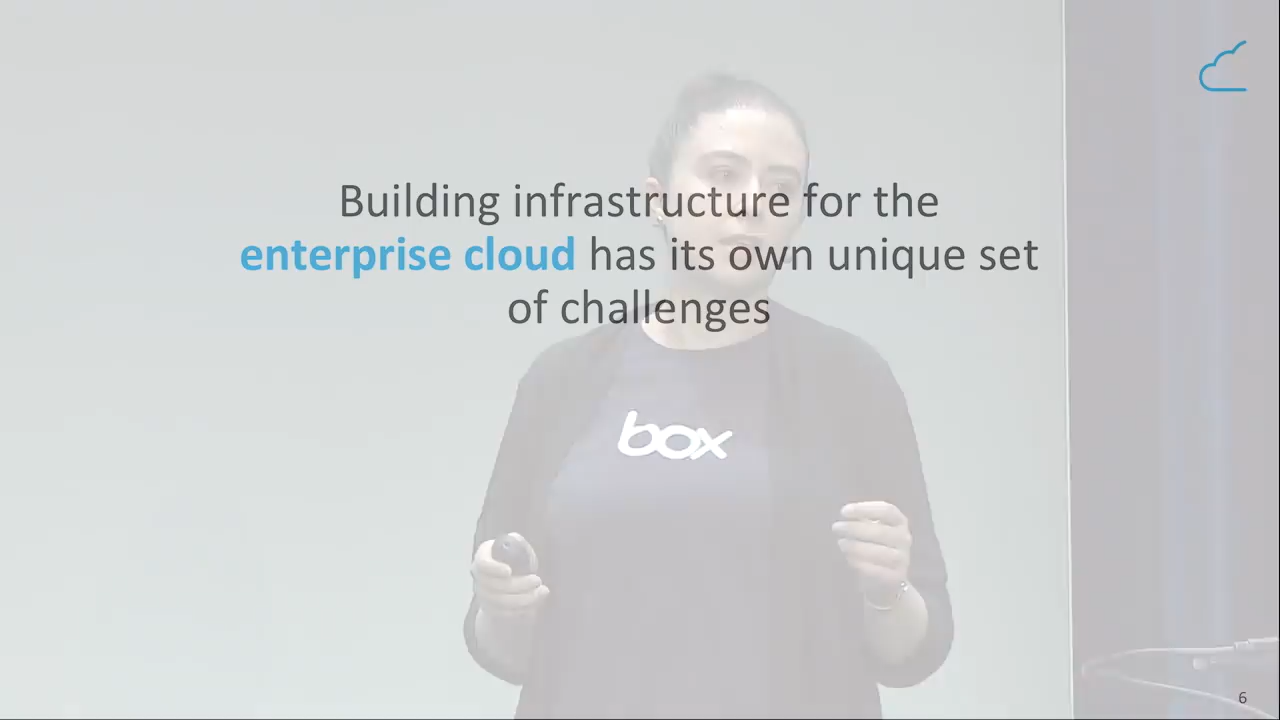 Building infrastructure for the
enterprise cloud has its own unique set
of challenges
box
6